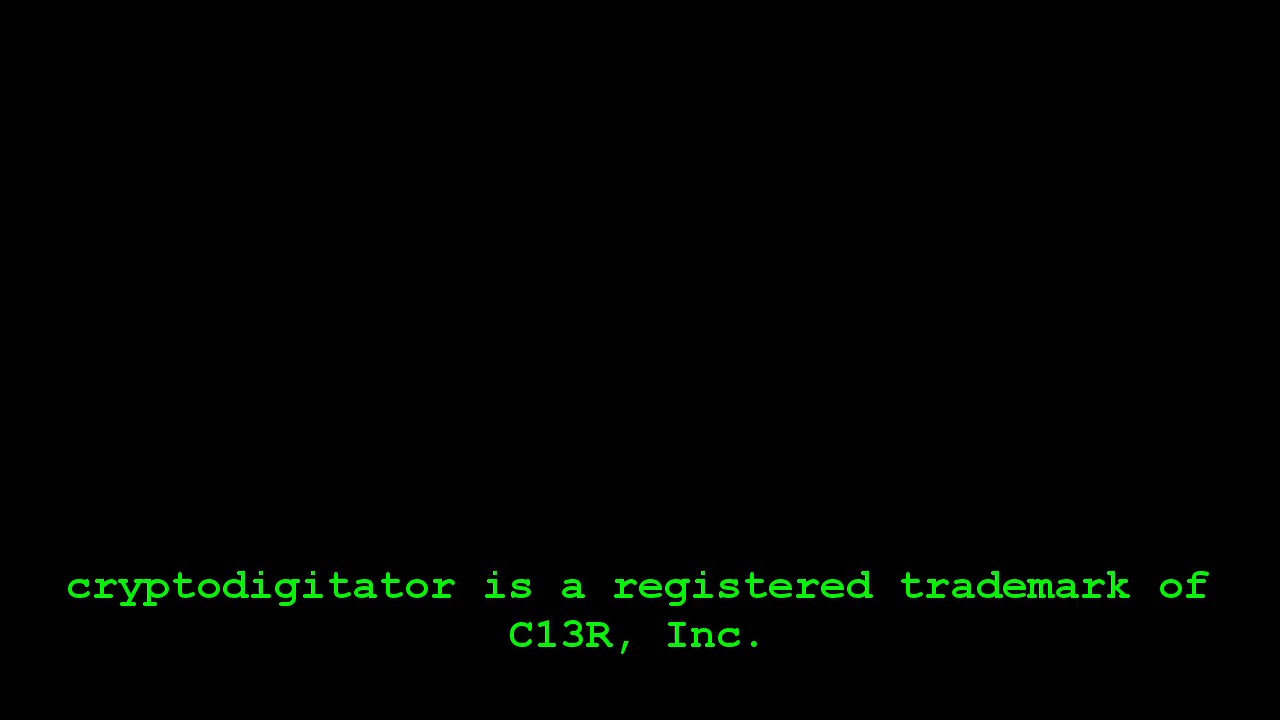 cryptodigitator is a registered trademark of
C13R, Inc.